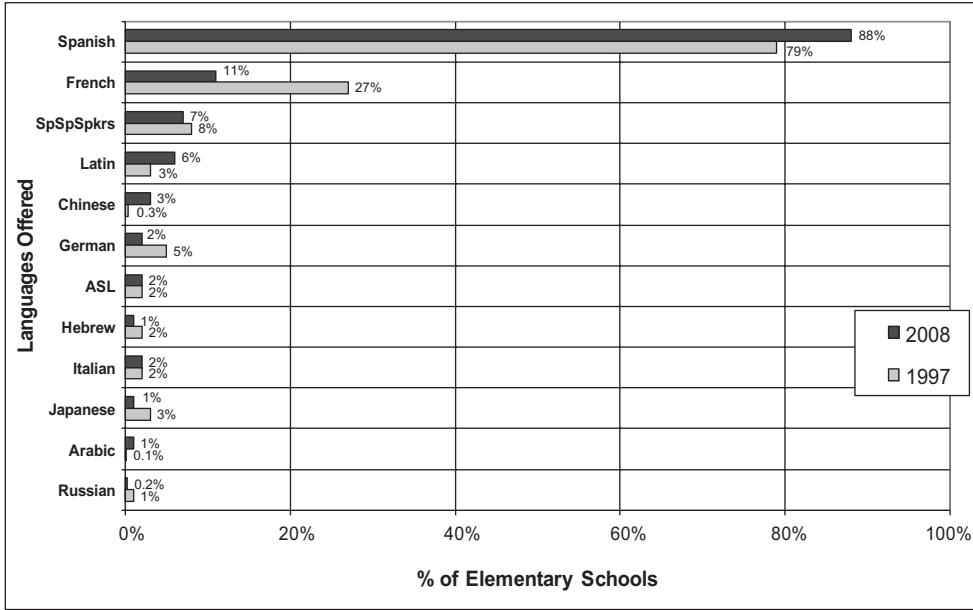 Languages Offered
Spanish
88%
79%
French
11%
27%
SpSpSpkrs
7%
8%
Latin
6%
3%
Chinese
3%
0.3%
German
2%
5%
ASL
2%
2%
Hebrew
1%
2%
Italian
2%
2%
Japanese
1%
3%
Arabic
1%
0.1%
Russian
0.2%
1%
2008
1997
0% 20% 40% 60% 80% 100%
% of Elementary Schools